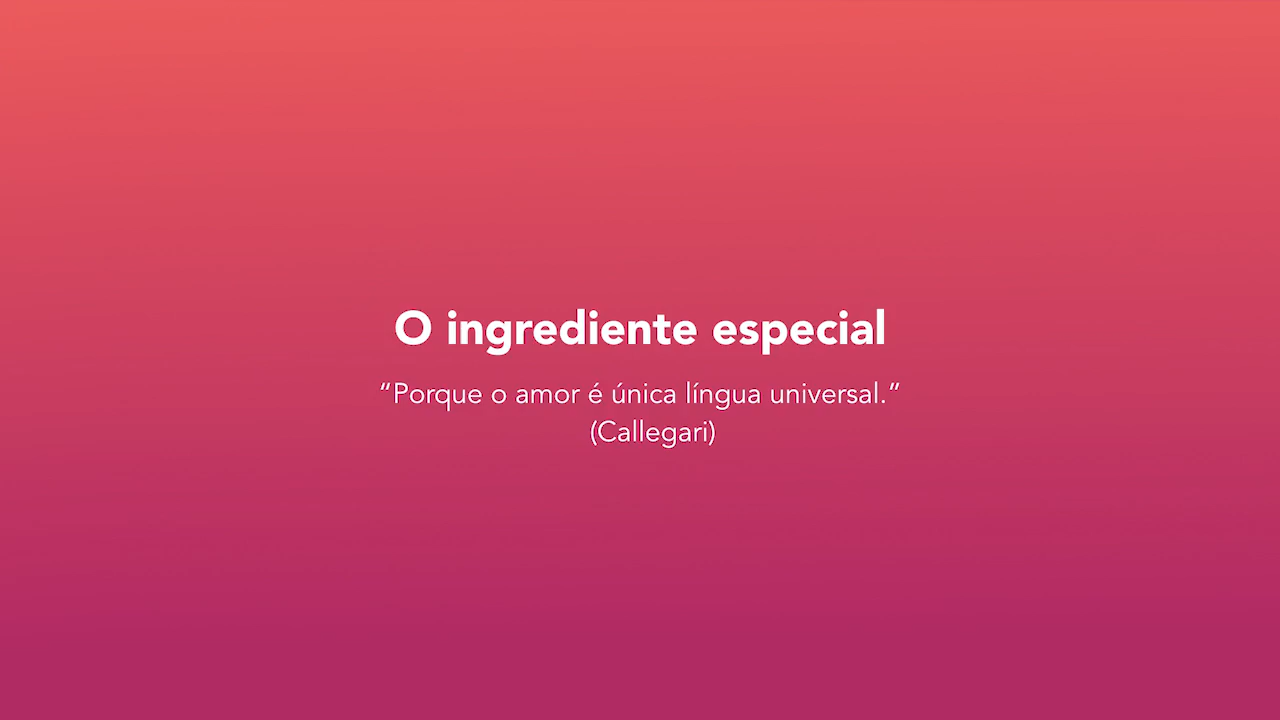 O ingrediente especial
“Porque o amor é única língua universal.”
(Callegari)